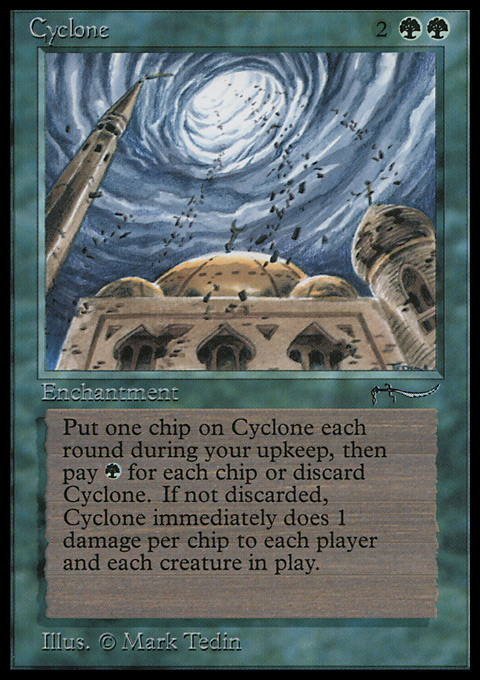 Cyclone 2
Enchantment
Put one chip on Cyclone each
round during your upkeep, then
pay for each chip or discard
Cyclone. If not discarded,
Cyclone immediately does 1
damage per chip to each player
and each creature in play.
Illus. © Mark Tedin